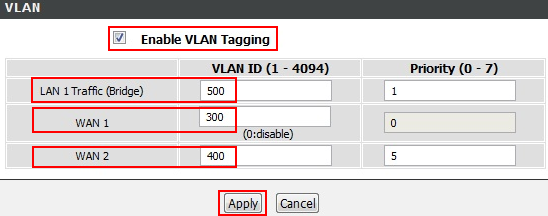 VLAN
Enable VLAN Tagging
VLAN ID (1 - 4094) Priority (0 - 7)
LAN 1 Traffic (Bridge) 500 1
WAN 1 300 (0:disable) 0
WAN 2 400 5
Apply Cancel